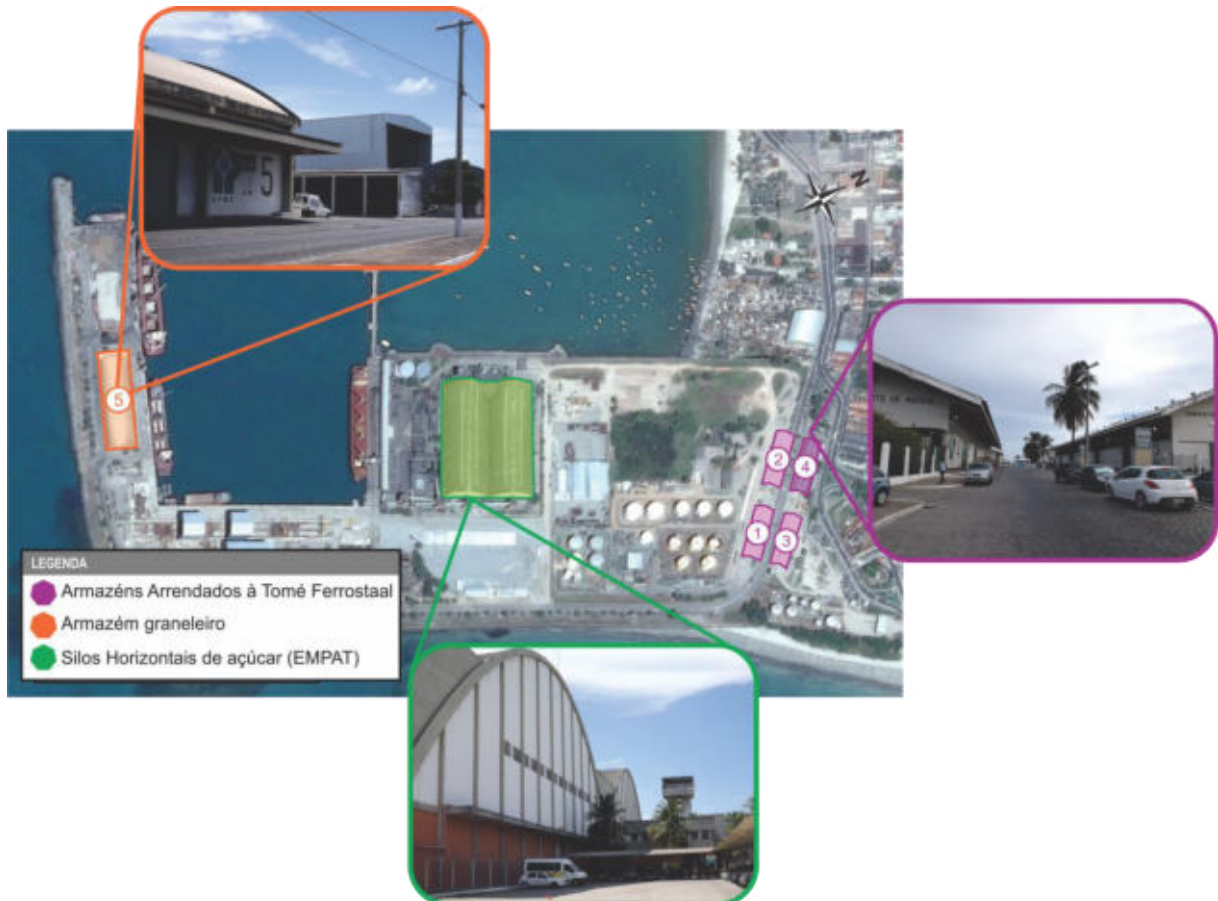 5
N
5
2
4
1
3
LEGENDA
Armazéns Arrendados à Tomé Ferrostaal
Armazém graneleiro
Silos Horizontais de açúcar (EMPAT)